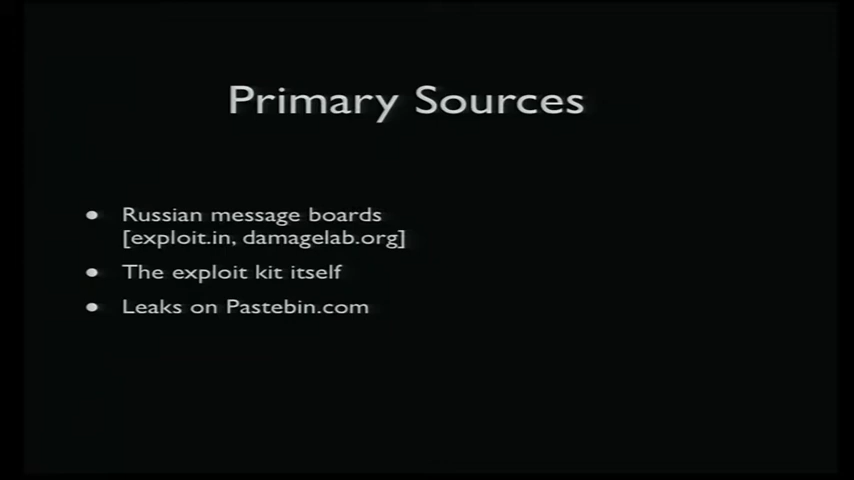 Primary Sources
• Russian message boards
[exploit.in, damagelab.org]
• The exploit kit itself
• Leaks on Pastebin.com